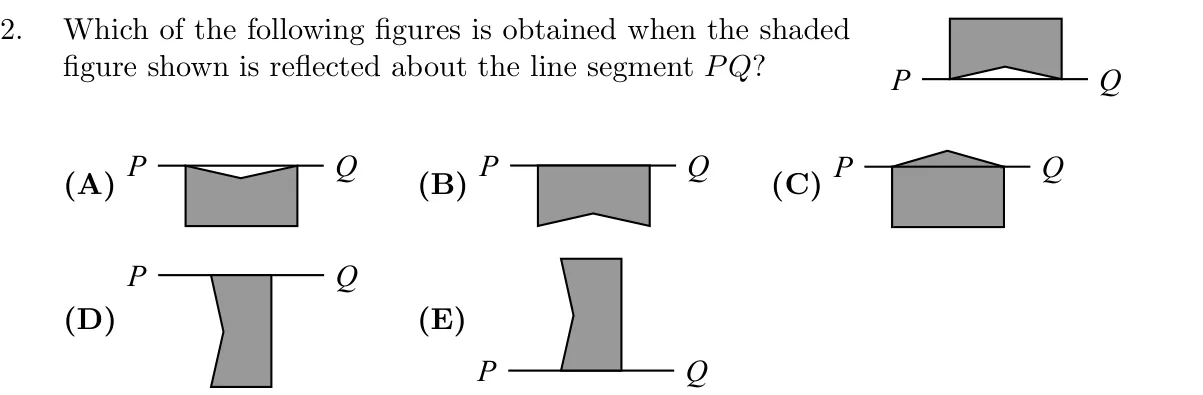 2. Which of the following figures is obtained when the shaded
figure shown is reflected about the line segment PQ?
P Q
(A) P Q
(B) P Q
(C) P Q
(D) P Q
(E) P Q